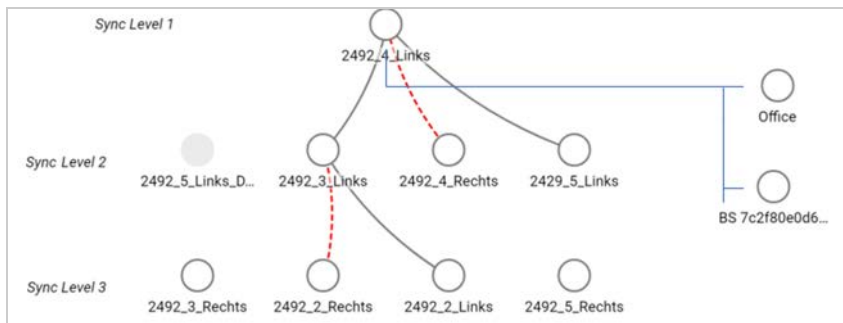 Sync Level 1
2492_4_Links
Office
Sync Level 2
2492_5_Links_D...
2492_3_Links
2492_4_Rechts
2429_5_Links
BS 7c2f80e0d6...
Sync Level 3
2492_3_Rechts
2492_2_Rechts
2492_2_Links
2492_5_Rechts